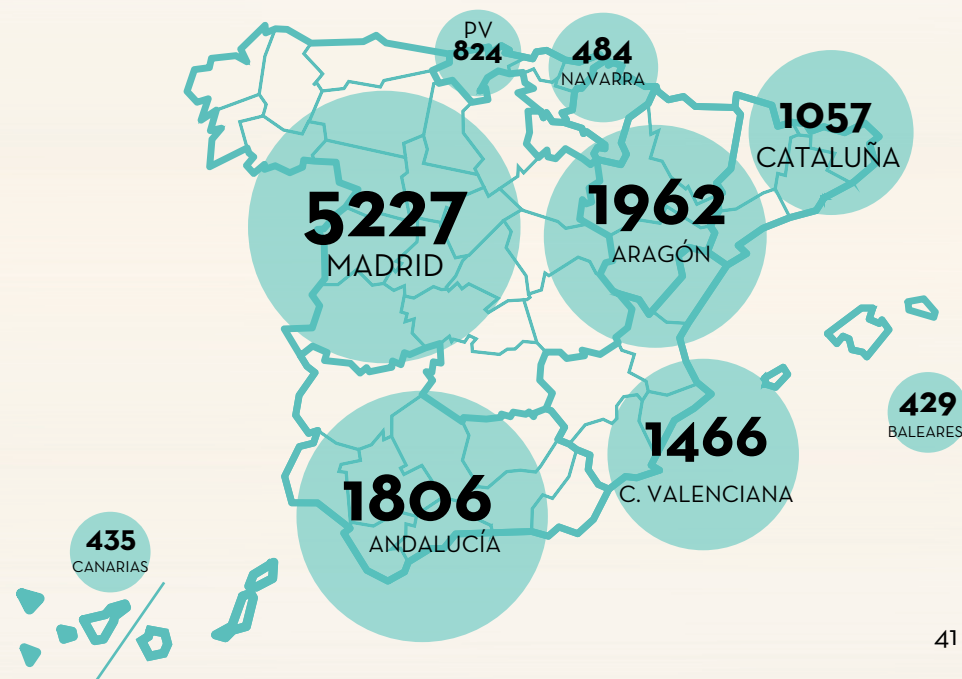 PV
824
484
NAVARRA
1057
CATALUÑA
5227
MADRID
1962
ARAGÓN
429
BALEARES
1466
C. VALENCIANA
1806
ANDALUCÍA
435
CANARIAS
41